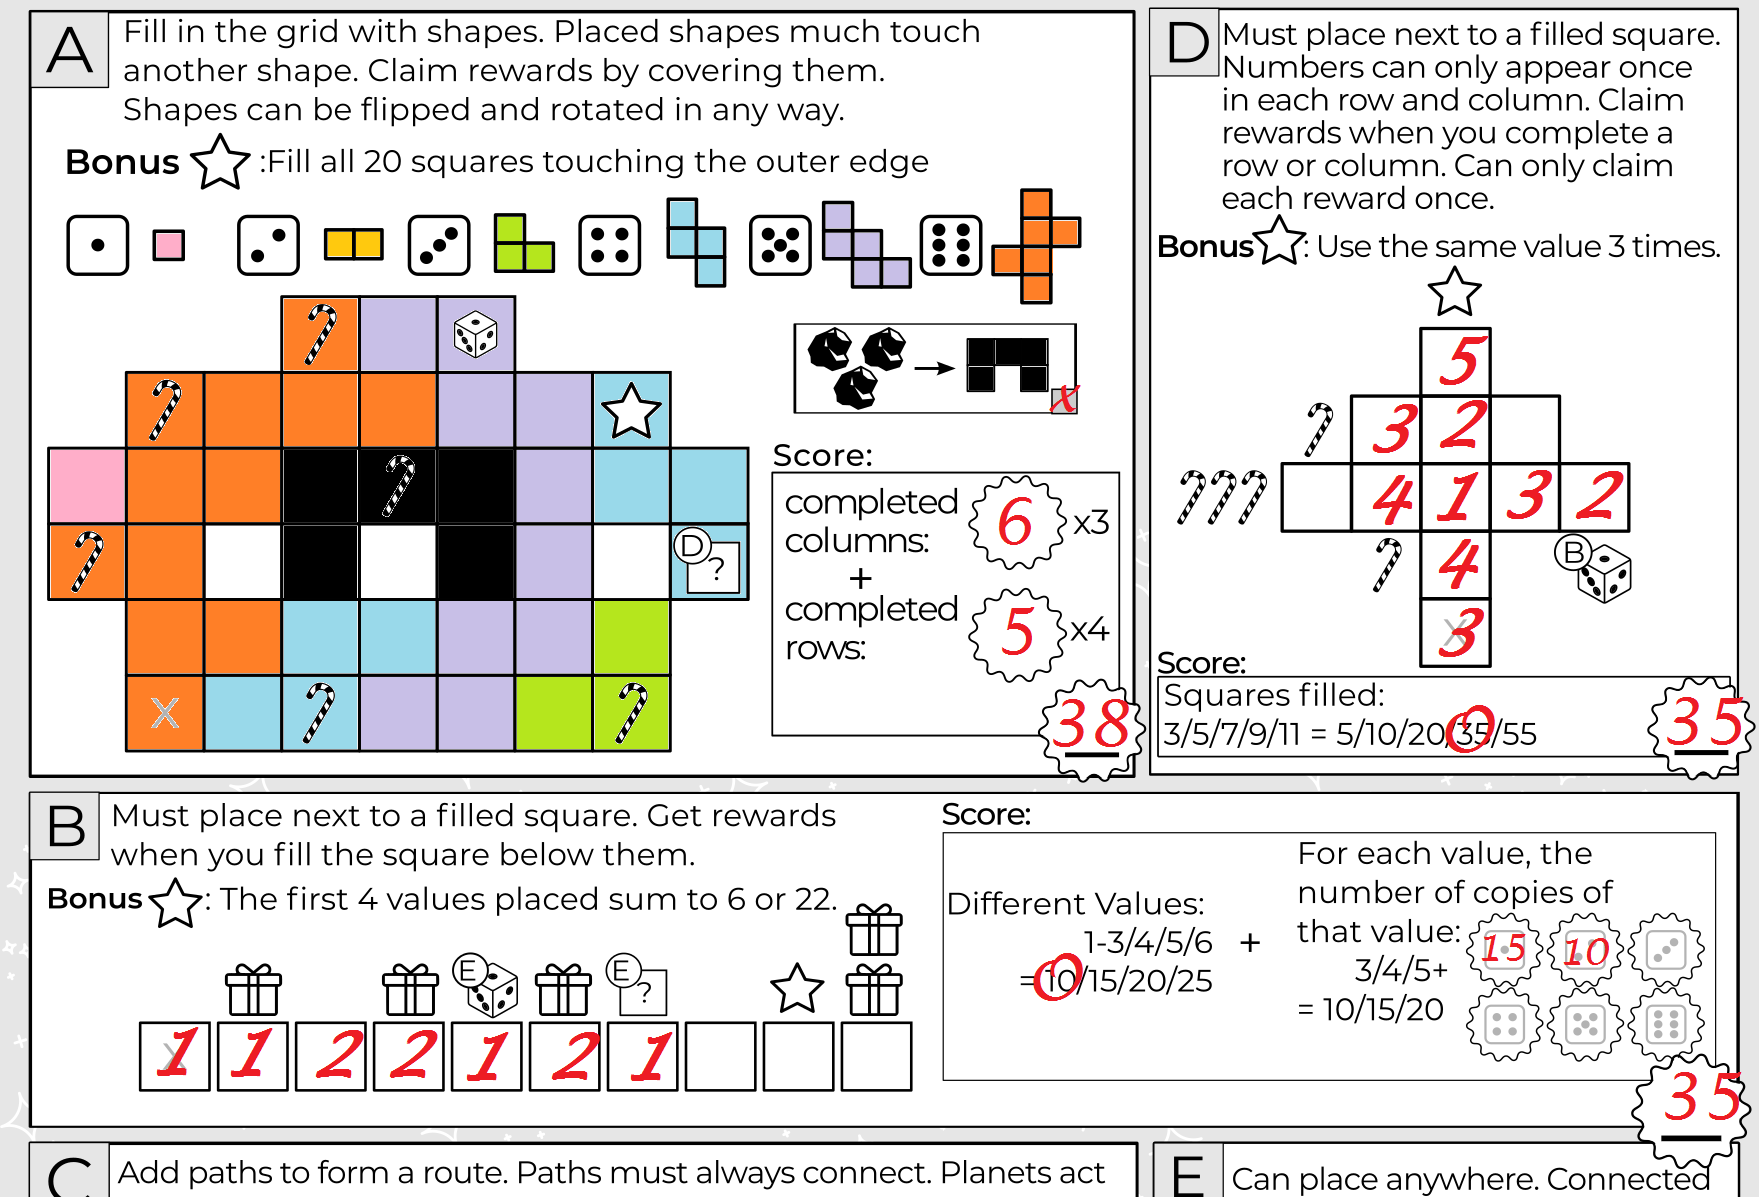 A
Fill in the grid with shapes. Placed shapes much touch
another shape. Claim rewards by covering them.
Shapes can be flipped and rotated in any way.
Bonus :Fill all 20 squares touching the outer edge
x
D
?
X
Score:
completed
columns:
6
x3
+
completed
rows:
5
x4
38
D
Must place next to a filled square.
Numbers can only appear once
in each row and column. Claim
rewards when you complete a
row or column. Can only claim
each reward once.
Bonus : Use the same value 3 times.
5
3 2
4 1 3 2
4
B
X 3
Score:
Squares filled:
3/5/7/9/11 = 5/10/20/35/55
35
B
Must place next to a filled square. Get rewards
when you fill the square below them.
Bonus : The first 4 values placed sum to 6 or 22.
E
E
?
X 1 1 2 2 1 2 1
Score:
Different Values:
1-3/4/5/6
= 10/15/20/25
+
For each value, the
number of copies of
that value:
3/4/5+
= 10/15/20
15 10
35
C
Add paths to form a route. Paths must always connect. Planets act
E
Can place anywhere. Connected